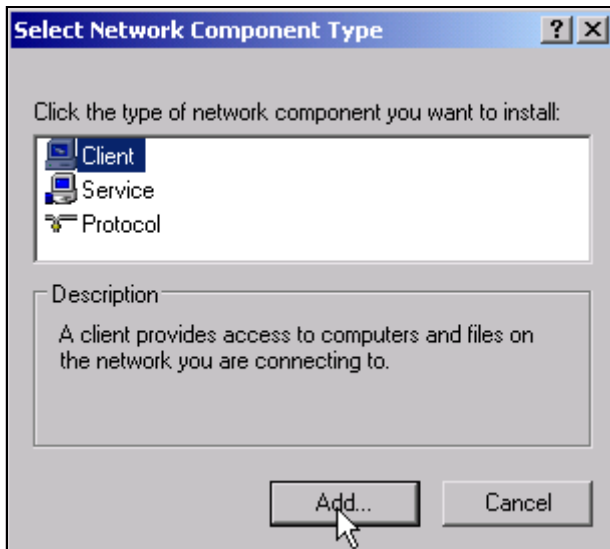 Select Network Component Type
Click the type of network component you want to install:
Client
Service
Protocol
Description
A client provides access to computers and files on
the network you are connecting to.
Add...
Cancel